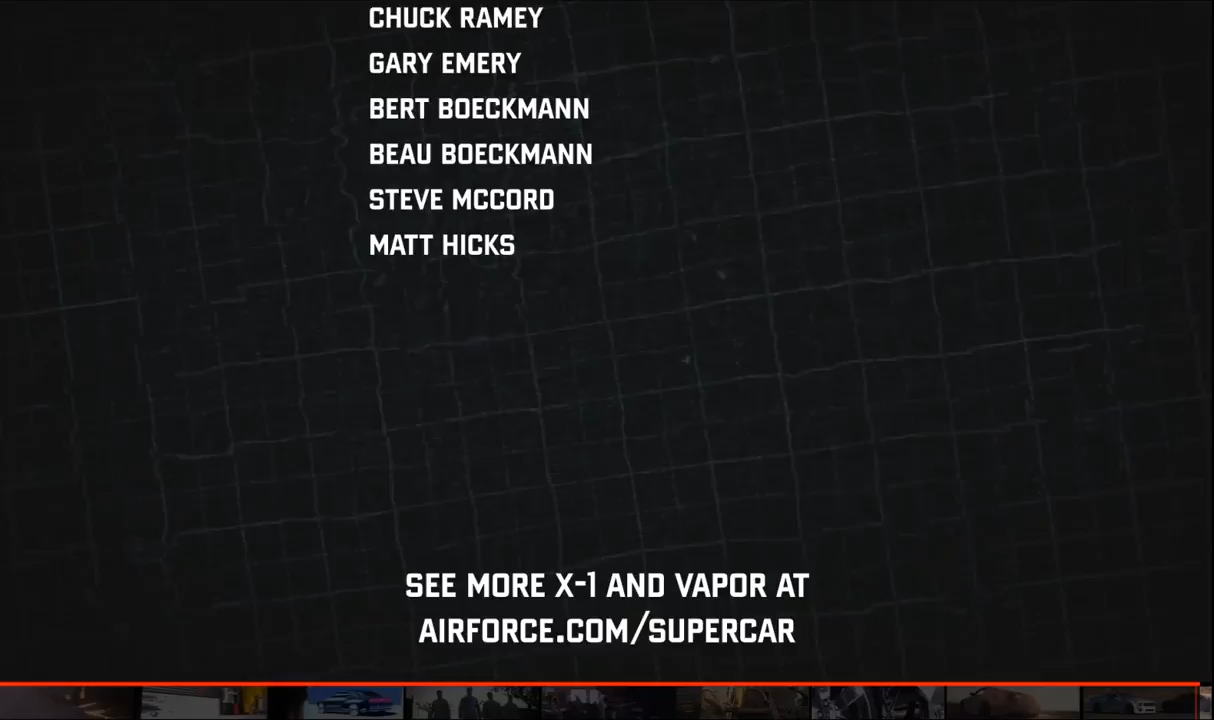 CHUCK RAMEY
GARY EMERY
BERT BOECKMANN
BEAU BOECKMANN
STEVE MCCORD
MATT HICKS
SEE MORE X-1 AND VAPOR AT
AIRFORCE.COM/SUPERCAR